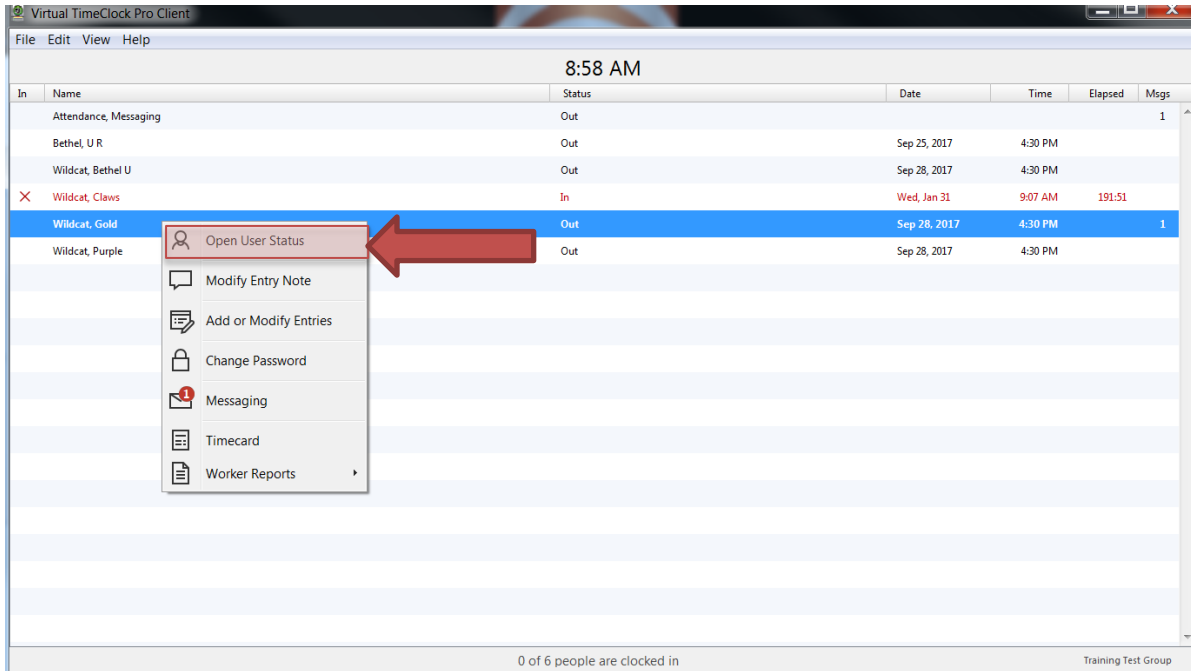 Virtual TimeClock Pro Client
File Edit View Help
8:58 AM
In Name Status Date Time Elapsed Msgs
Attendance, Messaging Out 1
Bethel, U R Out Sep 25, 2017 4:30 PM
Wildcat, Bethel U Out Sep 28, 2017 4:30 PM
Wildcat, Claws In Wed, Jan 31 9:07 AM 191:51
Wildcat, Gold Out Sep 28, 2017 4:30 PM 1
Wildcat, Purple Out Sep 28, 2017 4:30 PM
Open User Status
Modify Entry Note
Add or Modify Entries
Change Password
1 Messaging
Timecard
Worker Reports
0 of 6 people are clocked in Training Test Group